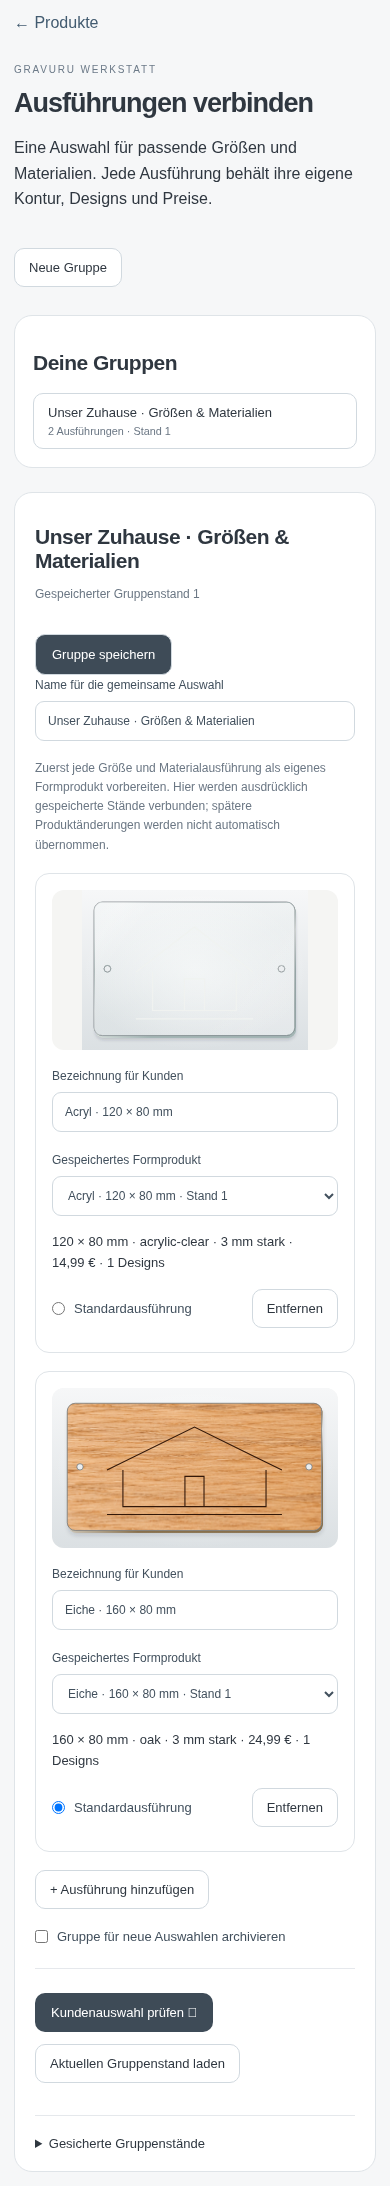 ← Produkte
GRAVURU WERKSTATT
Ausführungen verbinden
Eine Auswahl für passende Größen und
Materialien. Jede Ausführung behält ihre eigene
Kontur, Designs und Preise.
Neue Gruppe
Deine Gruppen
Unser Zuhause · Größen & Materialien
2 Ausführungen · Stand 1
Unser Zuhause · Größen &
Materialien
Gespeicherter Gruppenstand 1
Gruppe speichern
Name für die gemeinsame Auswahl
Unser Zuhause · Größen & Materialien
Zuerst jede Größe und Materialausführung als eigenes
Formprodukt vorbereiten. Hier werden ausdrücklich
gespeicherte Stände verbunden; spätere
Produktänderungen werden nicht automatisch
übernommen.
Bezeichnung für Kunden
Acryl · 120 × 80 mm
Gespeichertes Formprodukt
Acryl · 120 × 80 mm · Stand 1
120 × 80 mm · acrylic-clear · 3 mm stark ·
14,99 € · 1 Designs
Standardausführung
Entfernen
Bezeichnung für Kunden
Eiche · 160 × 80 mm
Gespeichertes Formprodukt
Eiche · 160 × 80 mm · Stand 1
160 × 80 mm · oak · 3 mm stark · 24,99 € · 1
Designs
Standardausführung
Entfernen
+ Ausführung hinzufügen
Gruppe für neue Auswahlen archivieren
Kundenauswahl prüfen
Aktuellen Gruppenstand laden
Gesicherte Gruppenstände